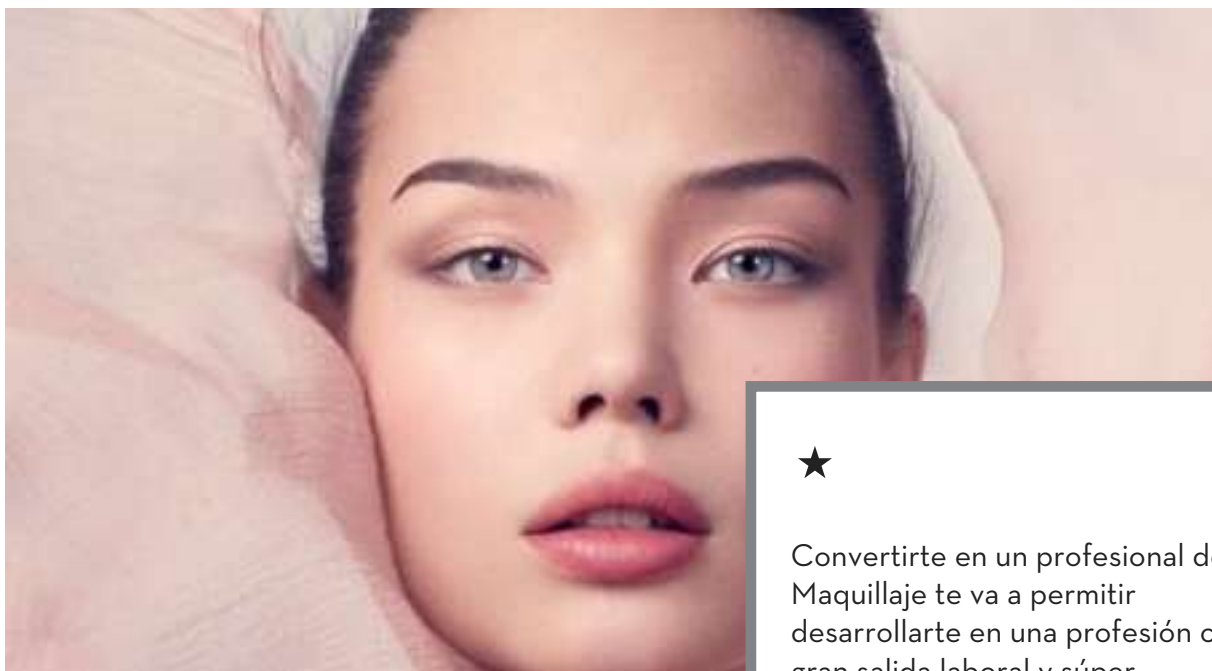 Convertirte en un profesional de
Maquillaje te va a permitir
desarrollarte en una profesión
gran salida laboral y súper